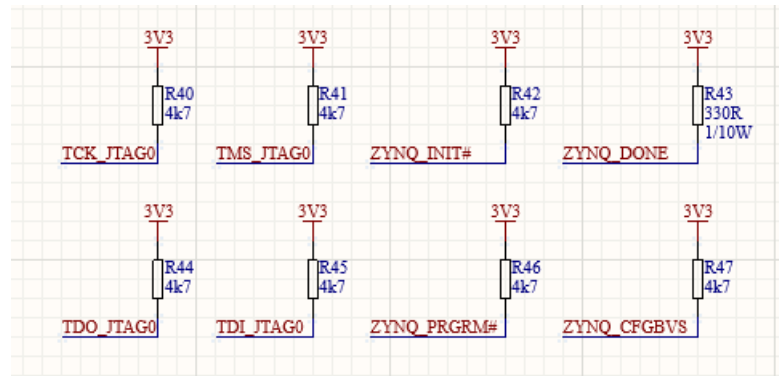 3V3 3V3 3V3 3V3
R40 R41 R42 R43
4k7 4k7 4k7 330R
1/10W
TCK_JTAG0 TMS_JTAG0 ZYNQ_INIT# ZYNQ_DONE
3V3 3V3 3V3 3V3
R44 R45 R46 R47
4k7 4k7 4k7 4k7
TDO_JTAG0 TDI_JTAG0 ZYNQ_PRGRM# ZYNQ_CFGBVS